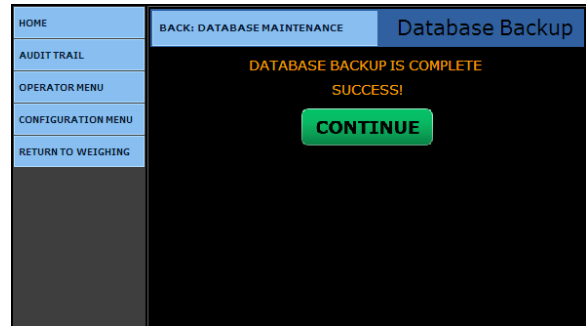 HOME
AUDIT TRAIL
OPERATOR MENU
CONFIGURATION MENU
RETURN TO WEIGHING
BACK: DATABASE MAINTENANCE
Database Backup
DATABASE BACKUP IS COMPLETE
SUCCESS!
CONTINUE